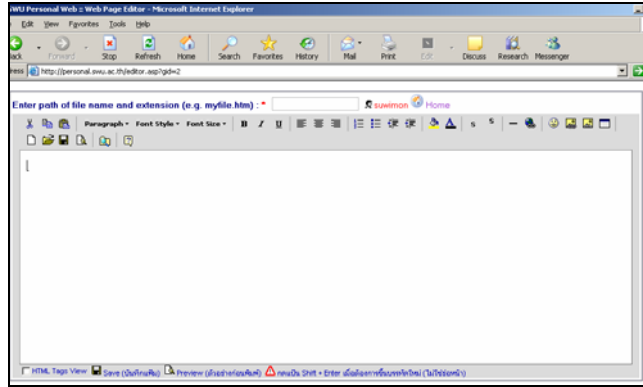 SWU Personal Web :: Web Page Editor - Microsoft Internet Explorer
Edit View Favorites Tools Help
Back Forward Stop Refresh Home Search Favorites History Mail Print Edit Discuss Research Messenger
http://personal.swu.ac.th/editor.asp?gid=2
Enter path of file name and extension (e.g. myfile.htm) : * suwimon Home
Paragraph Font Style Font Size B I U S S
HTML Tags View Save (บันทึกแฟ้ม) Preview (ตัวอย่างก่อนพิมพ์) กดแป้น Shift + Enter เมื่อต้องการขึ้นบรรทัดใหม่ (ไม่ใช่ย่อหน้า)